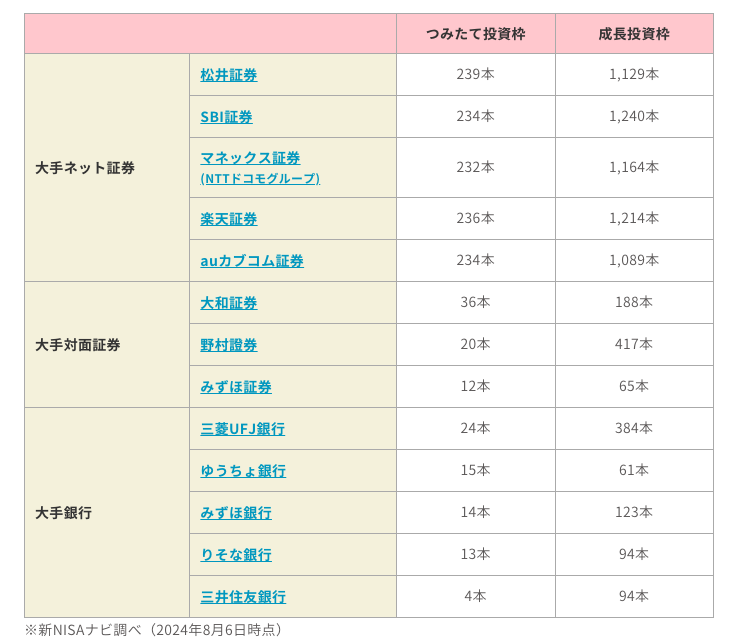 つみたて投資枠 成長投資枠
大手ネット証券
松井証券 239本 1,129本
SBI証券 234本 1,240本
マネックス証券
(NTTドコモグループ) 232本 1,164本
楽天証券 236本 1,214本
auカブコム証券 234本 1,089本
大手対面証券
大和証券 36本 188本
野村證券 20本 417本
みずほ証券 12本 65本
大手銀行
三菱UFJ銀行 24本 384本
ゆうちょ銀行 15本 61本
みずほ銀行 14本 123本
りそな銀行 13本 94本
三井住友銀行 4本 94本
※新NISAナビ調べ（2024年8月6日時点）